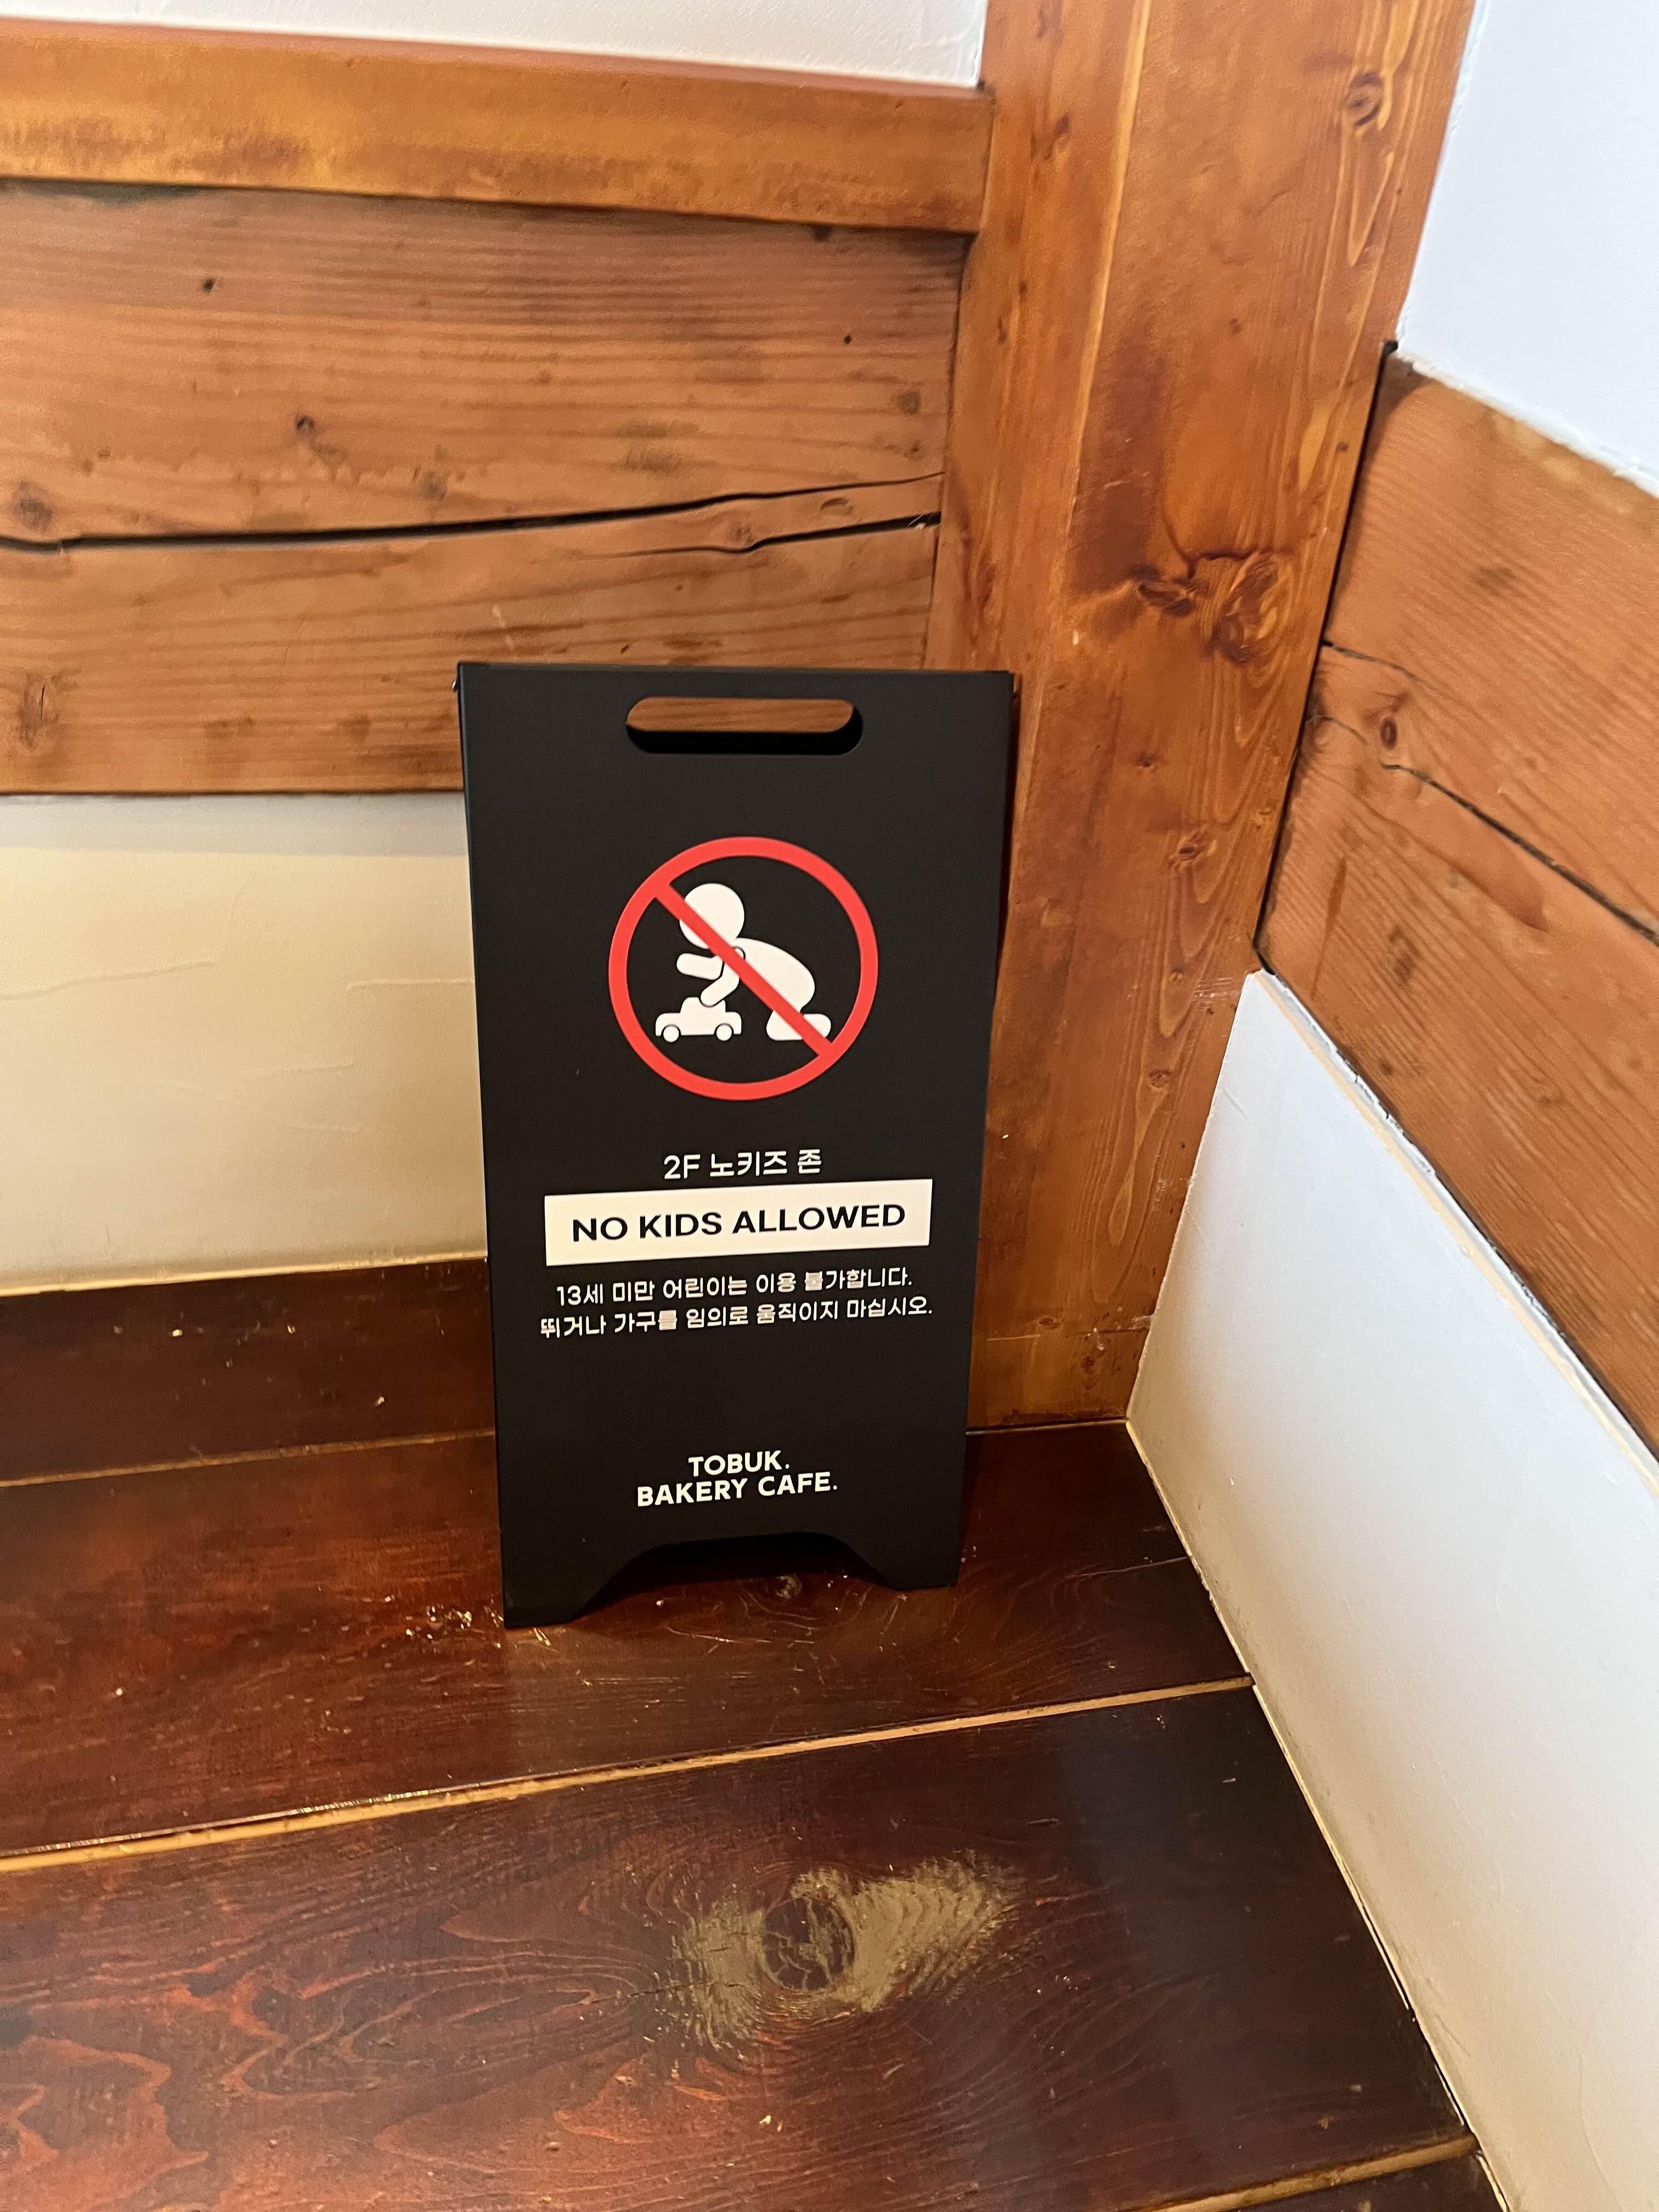 2F 노키즈 존
NO KIDS ALLOWED
13세 미만 어린이는 이용 불가합니다.
뛰거나 가구를 임의로 움직이지 마십시오.
TOBUK.
BAKERY CAFE.